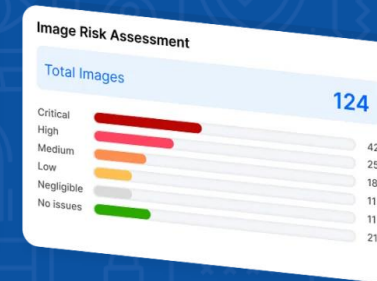 Image Risk Assessment
Total Images 124
Critical 42
High 25
Medium 18
Low 11
Negligible 11
No issues 21